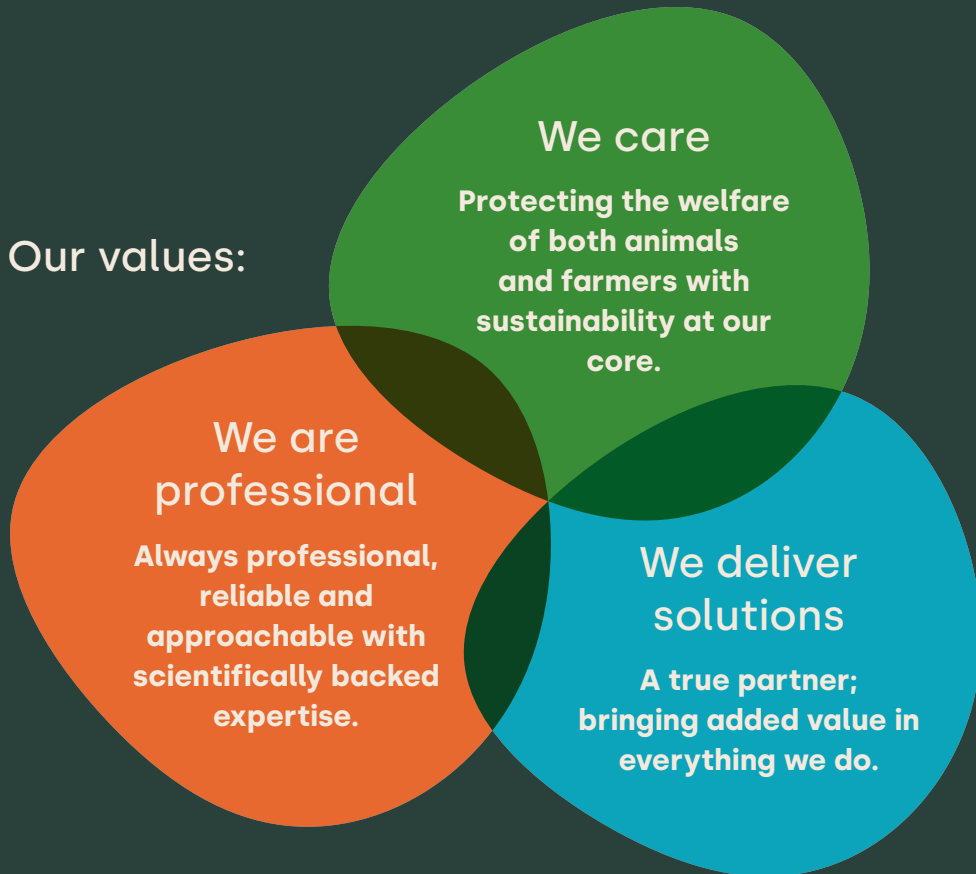 Our values:
We care
Protecting the welfare
of both animals
and farmers with
sustainability at our
core.
We are
professional
Always professional,
reliable and
approachable with
scientifically backed
expertise.
We deliver
solutions
A true partner;
bringing added value in
everything we do.